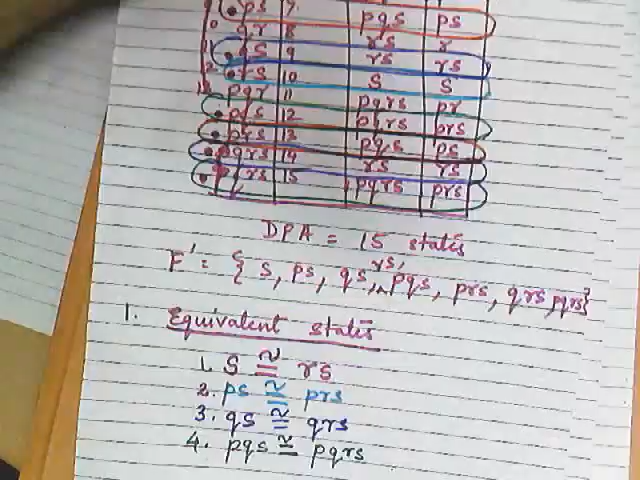 ps 7. pqs ps
qr 8 rs r
qs 9 rs rs
rs 10 S S
pqr 11 pqrs pr
12 pqrs prs
13 pqs ps
qrs 14 rs rs
pqrs 15 pqrs prs
DPA = 15 states
F' = { s, ps, qs, rs, pqs, prs, qrs, pqrs}
1. Equivalent states
1. S ≅ rs
2. ps ≅ prs
3. qs ≅ qrs
4. pqs ≅ pqrs